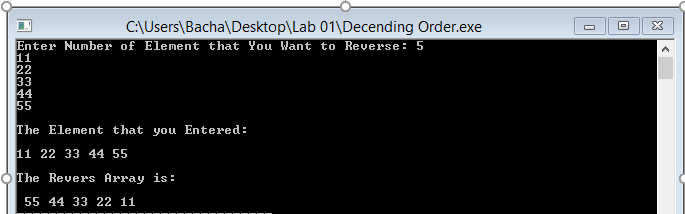 C:\Users\Bacha\Desktop\Lab 01\Decending Order.exe
Enter Number of Element that You Want to Reverse: 5
11
22
33
44
55
The Element that you Entered:
11 22 33 44 55
The Revers Array is:
55 44 33 22 11